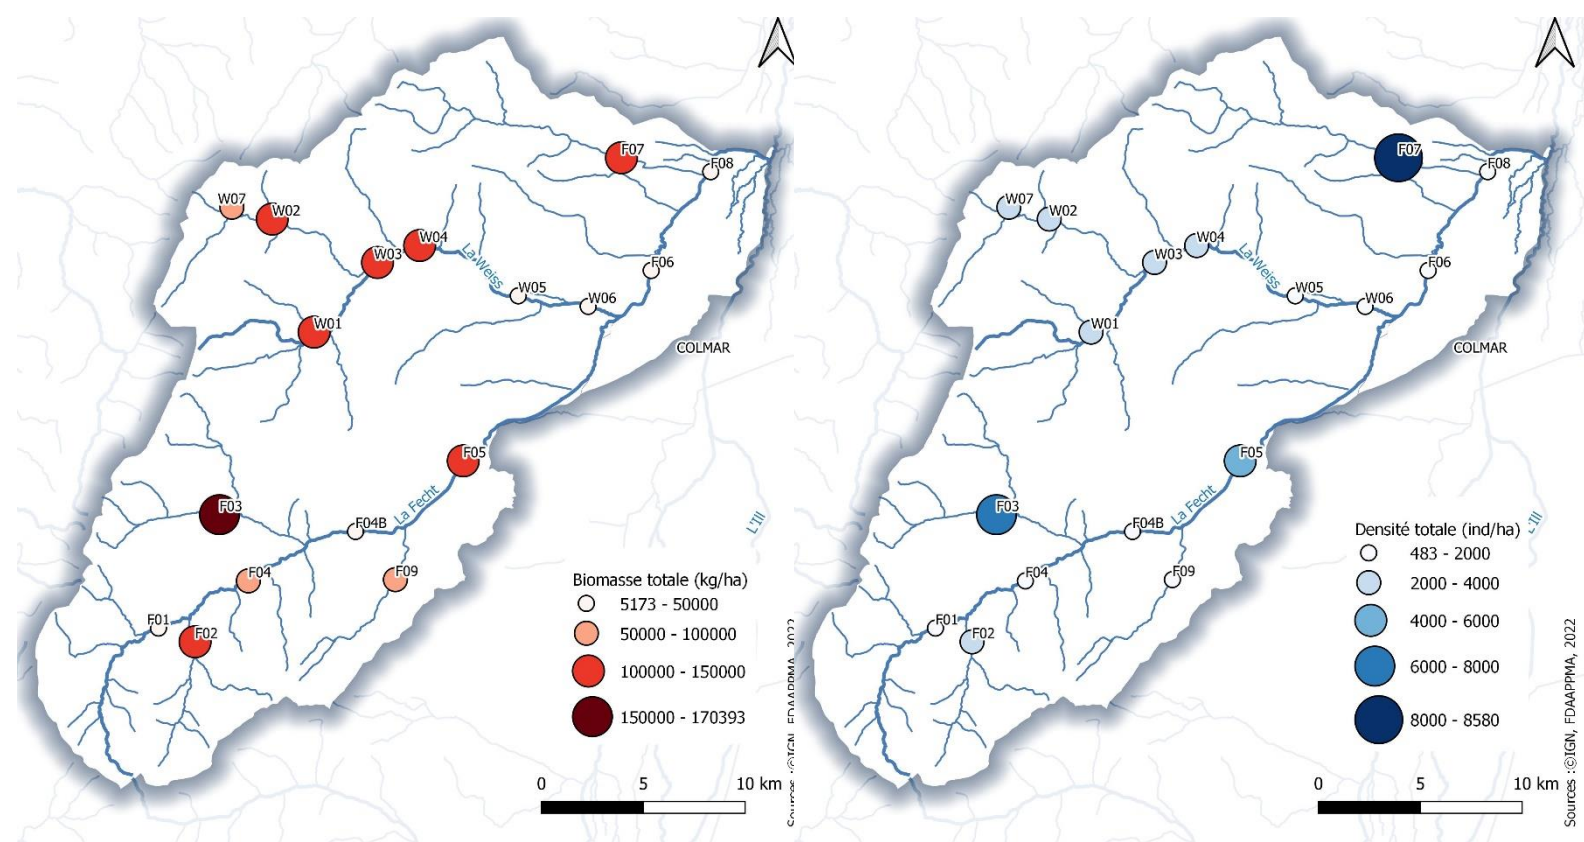 F07
F08
W07
W02
W04
W03
La Weiss
F06
W05
W06
W01
COLMAR
F05
F03
La Fecht
F04B
L'Ill
F04
F09
F01
F02
Biomasse totale (kg/ha)
5173 - 50000
50000 - 100000
100000 - 150000
150000 - 170393
0 5 10 km
Sources :©IGN, FDAAPPMA, 2022
F07
F08
W07
W02
W04
W03
La Weiss
F06
W05
W06
W01
COLMAR
F05
F03
La Fecht
F04B
L'Ill
F04
F09
F01
F02
Densité totale (ind/ha)
483 - 2000
2000 - 4000
4000 - 6000
6000 - 8000
8000 - 8580
0 5 10 km
Sources :©IGN, FDAAPPMA, 2022